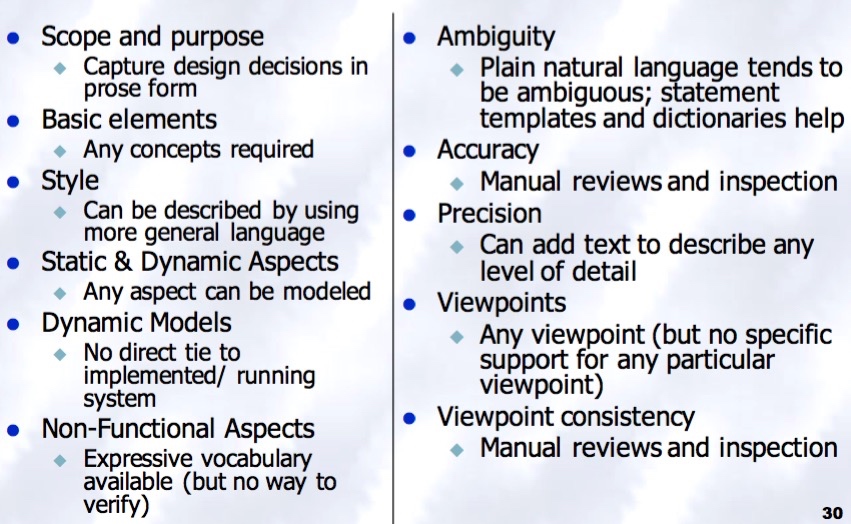 ● Scope and purpose
◆ Capture design decisions in
prose form
● Basic elements
◆ Any concepts required
● Style
◆ Can be described by using
more general language
● Static & Dynamic Aspects
◆ Any aspect can be modeled
● Dynamic Models
◆ No direct tie to
implemented/ running
system
● Non-Functional Aspects
◆ Expressive vocabulary
available (but no way to
verify)
● Ambiguity
◆ Plain natural language tends to
be ambiguous; statement
templates and dictionaries help
● Accuracy
◆ Manual reviews and inspection
● Precision
◆ Can add text to describe any
level of detail
● Viewpoints
◆ Any viewpoint (but no specific
support for any particular
viewpoint)
● Viewpoint consistency
◆ Manual reviews and inspection
30